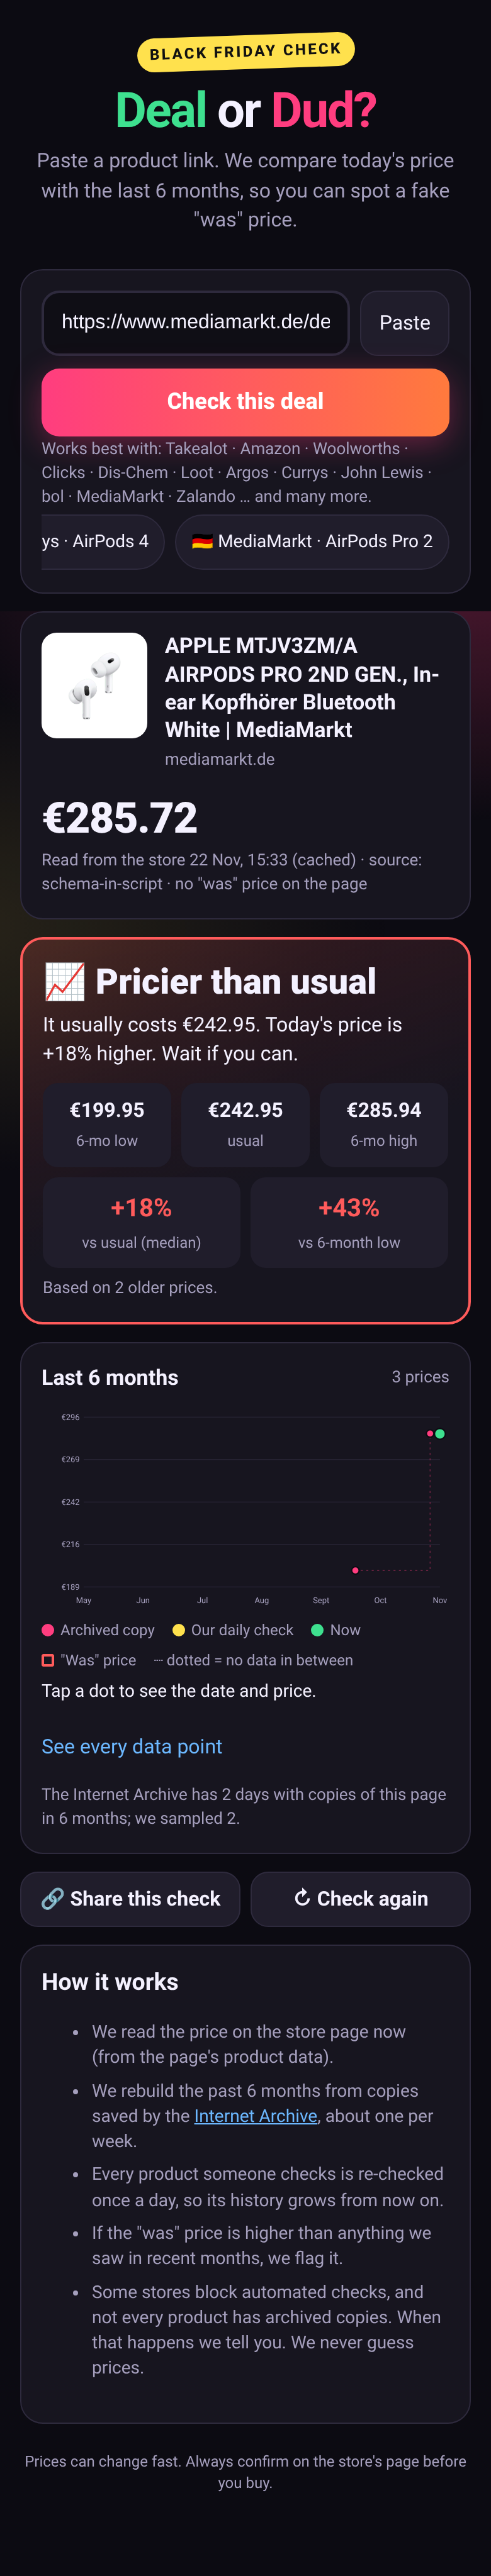 BLACK FRIDAY CHECK
Deal or Dud?
Paste a product link. We compare today's price
with the last 6 months, so you can spot a fake
"was" price.
https://www.mediamarkt.de/de
Paste
Check this deal
Works best with: Takealot · Amazon · Woolworths ·
Clicks · Dis-Chem · Loot · Argos · Currys · John Lewis ·
bol · MediaMarkt · Zalando … and many more.
ys · AirPods 4
🇩🇪 MediaMarkt · AirPods Pro 2
APPLE MTJV3ZM/A
AIRPODS PRO 2ND GEN., In-
ear Kopfhörer Bluetooth
White | MediaMarkt
mediamarkt.de
€285.72
Read from the store 22 Nov, 15:33 (cached) · source:
schema-in-script · no "was" price on the page
📈 Pricier than usual
It usually costs €242.95. Today's price is
+18% higher. Wait if you can.
€199.95
6-mo low
€242.95
usual
€285.94
6-mo high
+18%
vs usual (median)
+43%
vs 6-month low
Based on 2 older prices.
Last 6 months
3 prices
€296
€269
€242
€216
€189
May Jun Jul Aug Sept Oct Nov
Archived copy Our daily check Now
"Was" price ┈ dotted = no data in between
Tap a dot to see the date and price.
See every data point
The Internet Archive has 2 days with copies of this page
in 6 months; we sampled 2.
🔗 Share this check
↻ Check again
How it works
• We read the price on the store page now
(from the page's product data).
• We rebuild the past 6 months from copies
saved by the Internet Archive, about one per
week.
• Every product someone checks is re-checked
once a day, so its history grows from now on.
• If the "was" price is higher than anything we
saw in recent months, we flag it.
• Some stores block automated checks, and
not every product has archived copies. When
that happens we tell you. We never guess
prices.
Prices can change fast. Always confirm on the store's page before
you buy.